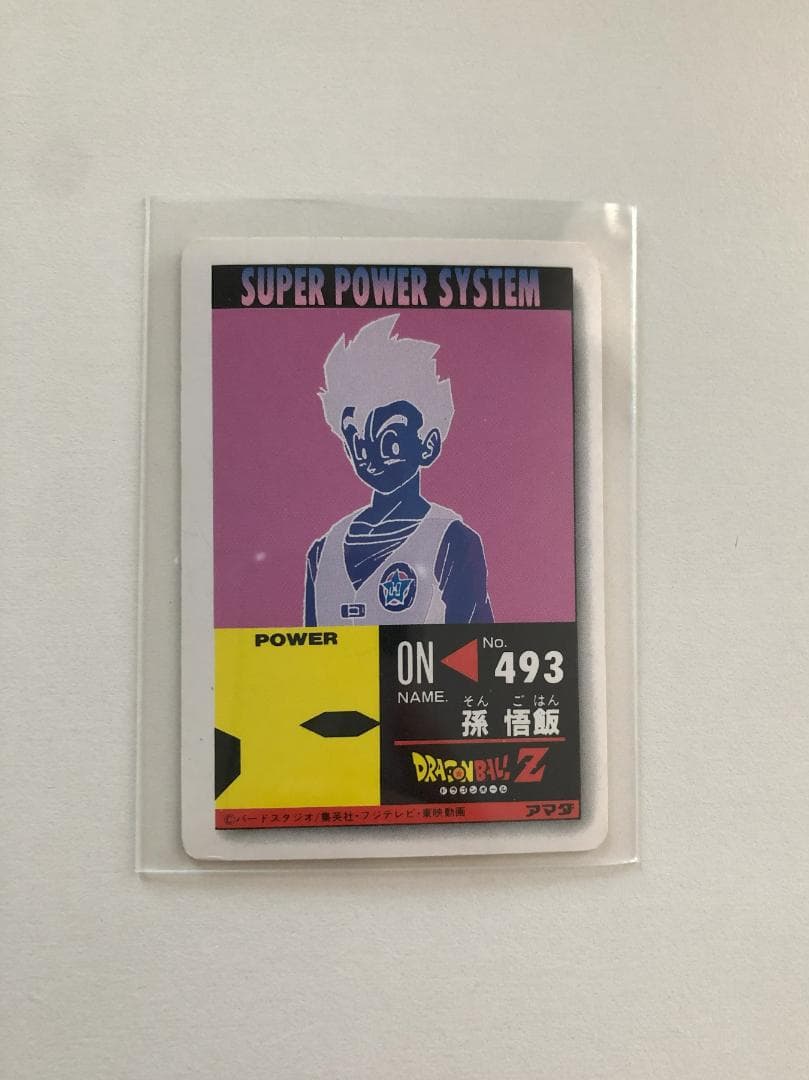 SUPER POWER SYSTEM
POWER
ON
No.
493
NAME.
そん ご はん
孫 悟飯
DRAGON BALL Z
ドラゴンボール
©バードスタジオ/集英社・フジテレビ・東映動画
アマダ